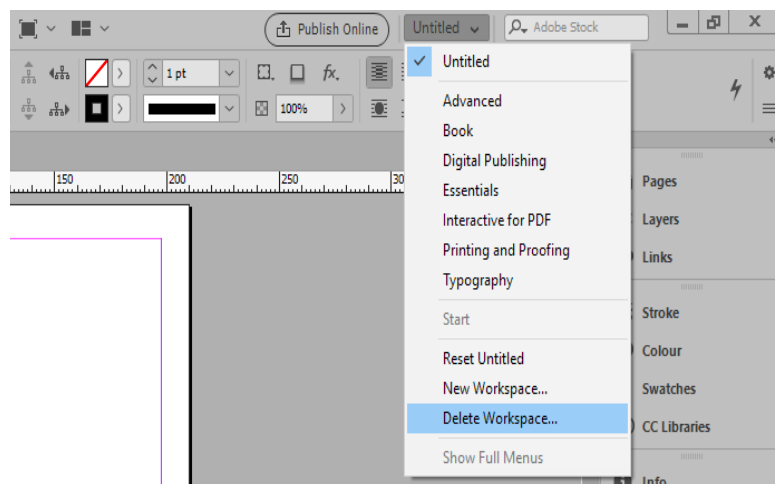 Publish Online
Untitled
Adobe Stock
1 pt
fx.
100%
150
200
250
30
Untitled
Advanced
Book
Digital Publishing
Essentials
Interactive for PDF
Printing and Proofing
Typography
Start
Reset Untitled
New Workspace...
Delete Workspace...
Show Full Menus
Pages
Layers
Links
Stroke
Colour
Swatches
CC Libraries
Info